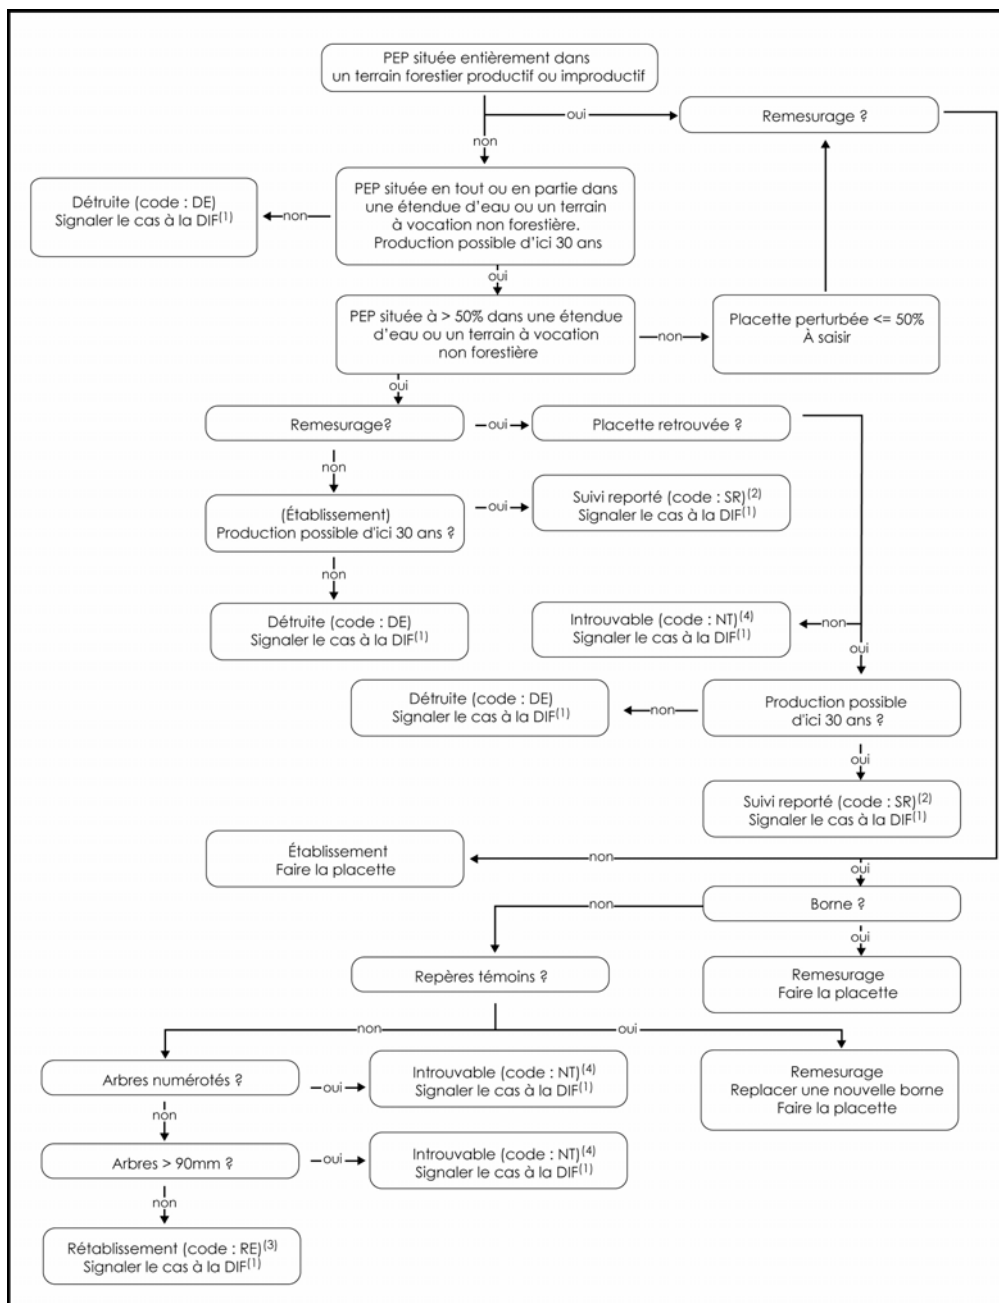 PEP située entièrement dans
un terrain forestier productif ou improductif
oui
Remesurage ?
non
PEP située en tout ou en partie dans
une étendue d'eau ou un terrain
à vocation non forestière.
Production possible d'ici 30 ans
non
Détruite (code : DE)
Signaler le cas à la DIF(1)
oui
PEP située à > 50% dans une étendue
d'eau ou un terrain à vocation
non forestière
non
Placette perturbée <= 50%
À saisir
oui
Remesurage?
oui
Placette retrouvée ?
non
(Établissement)
Production possible d'ici 30 ans ?
oui
Suivi reporté (code : SR)(2)
Signaler le cas à la DIF(1)
non
Détruite (code : DE)
Signaler le cas à la DIF(1)
Introuvable (code : NT)(4)
Signaler le cas à la DIF(1)
non
oui
Détruite (code : DE)
Signaler le cas à la DIF(1)
non
Production possible
d'ici 30 ans ?
oui
Suivi reporté (code : SR)(2)
Signaler le cas à la DIF(1)
Établissement
Faire la placette
non
oui
Borne ?
non
oui
Repères témoins ?
Remesurage
Faire la placette
non
oui
Arbres numérotés ?
oui
Introuvable (code : NT)(4)
Signaler le cas à la DIF(1)
Remesurage
Replacer une nouvelle borne
Faire la placette
non
Arbres > 90mm ?
oui
Introuvable (code : NT)(4)
Signaler le cas à la DIF(1)
non
Rétablissement (code : RE)(3)
Signaler le cas à la DIF(1)